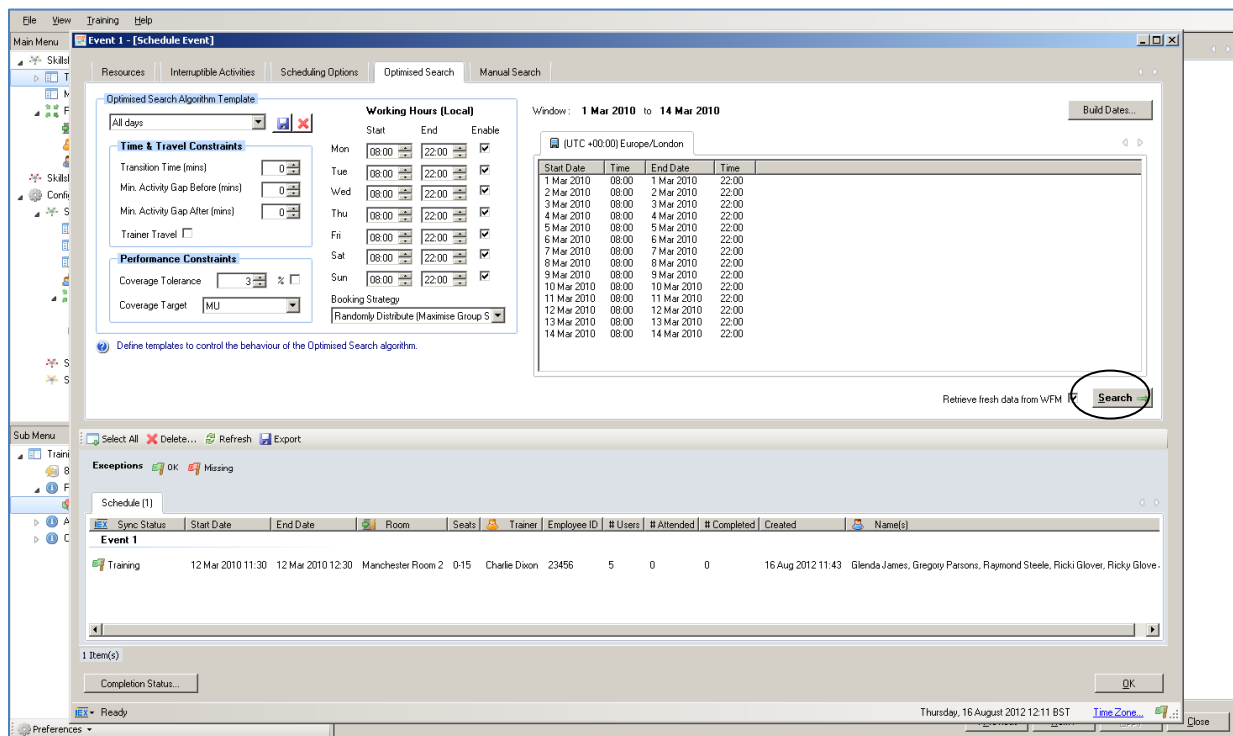 File View Training Help
Main Menu
Event 1 - [Schedule Event]
Resources Interruptible Activities Scheduling Options Optimised Search Manual Search
Optimised Search Algorithm Template
All days
Time & Travel Constraints
Transition Time (mins) 0
Min. Activity Gap Before (mins) 0
Min. Activity Gap After (mins) 0
Trainer Travel
Performance Constraints
Coverage Tolerance 3 %
Coverage Target MU
Working Hours (Local)
Start End Enable
Mon 08:00 22:00
Tue 08:00 22:00
Wed 08:00 22:00
Thu 08:00 22:00
Fri 08:00 22:00
Sat 08:00 22:00
Sun 08:00 22:00
Booking Strategy
Randomly Distribute (Maximise Group S
Define templates to control the behaviour of the Optimised Search algorithm.
Window : 1 Mar 2010 to 14 Mar 2010
Build Dates...
(UTC +00:00) Europe/London
Start Date Time End Date Time
1 Mar 2010 08:00 1 Mar 2010 22:00
2 Mar 2010 08:00 2 Mar 2010 22:00
3 Mar 2010 08:00 3 Mar 2010 22:00
4 Mar 2010 08:00 4 Mar 2010 22:00
5 Mar 2010 08:00 5 Mar 2010 22:00
6 Mar 2010 08:00 6 Mar 2010 22:00
7 Mar 2010 08:00 7 Mar 2010 22:00
8 Mar 2010 08:00 8 Mar 2010 22:00
9 Mar 2010 08:00 9 Mar 2010 22:00
10 Mar 2010 08:00 10 Mar 2010 22:00
11 Mar 2010 08:00 11 Mar 2010 22:00
12 Mar 2010 08:00 12 Mar 2010 22:00
13 Mar 2010 08:00 13 Mar 2010 22:00
14 Mar 2010 08:00 14 Mar 2010 22:00
Retrieve fresh data from WFM Search
Sub Menu
Select All Delete... Refresh Export
Exceptions OK Missing
Schedule (1)
IEX Sync Status Start Date End Date Room Seats Trainer Employee ID # Users # Attended # Completed Created Name(s)
Event 1
Training 12 Mar 2010 11:30 12 Mar 2010 12:30 Manchester Room 2 0-15 Charlie Dixon 23456 5 0 0 16 Aug 2012 11:43 Glenda James, Gregory Parsons, Raymond Steele, Ricki Glover, Ricky Glove
1 Item(s)
Completion Status... OK
IEX Ready Thursday, 16 August 2012 12:11 BST Time Zone...
Preferences Close